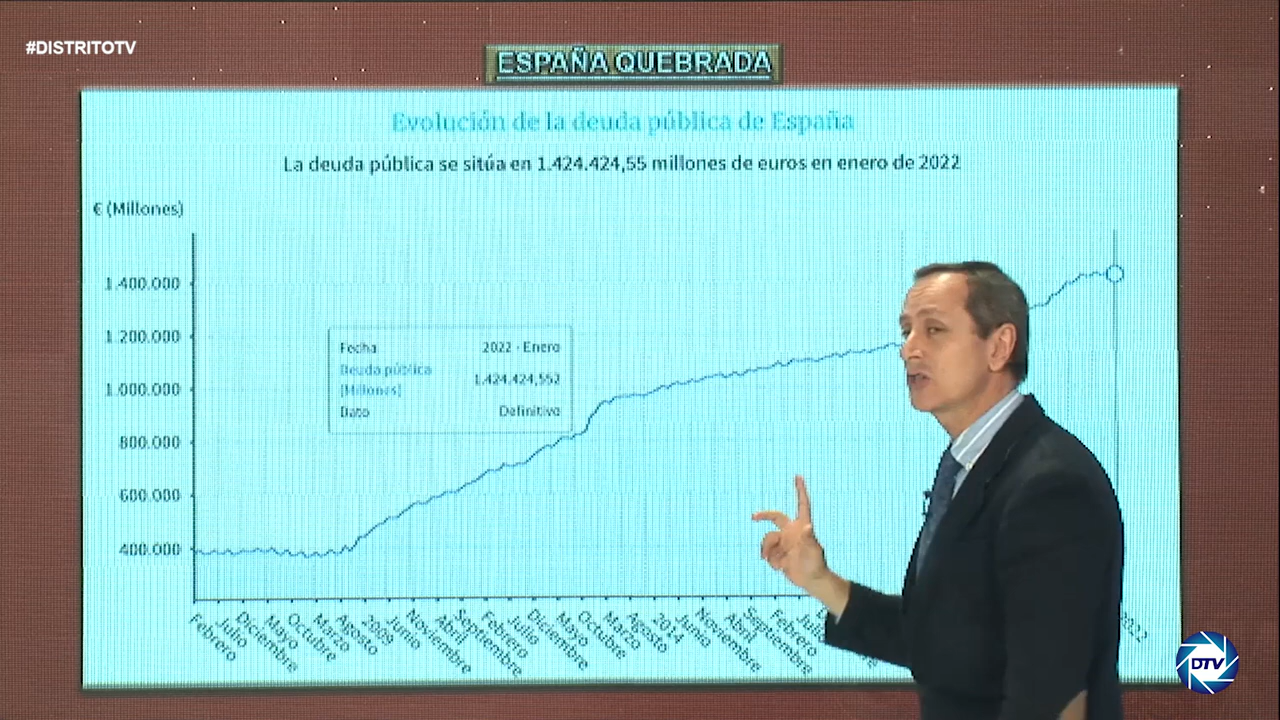 #DISTRITOTV
ESPAÑA QUEBRADA
Evolución de la deuda pública de España
La deuda pública se sitúa en 1.424.424,55 millones de euros en enero de 2022
€ (Millones)
1.400.000
1.200.000
1.000.000
800.000
600.000
400.000
Fecha 2022 - Enero
Deuda pública
(Millones) 1.424.424,552
Dato Definitivo
Febrero
Julio
Diciembre
Mayo
Octubre
Marzo
Agosto
2009
Junio
Noviembre
Abril
Septiembre
Febrero
Julio
Diciembre
Mayo
Octubre
Marzo
Agosto
2014
Junio
Noviembre
Abril
Septiembre
Febrero
2022
DTV